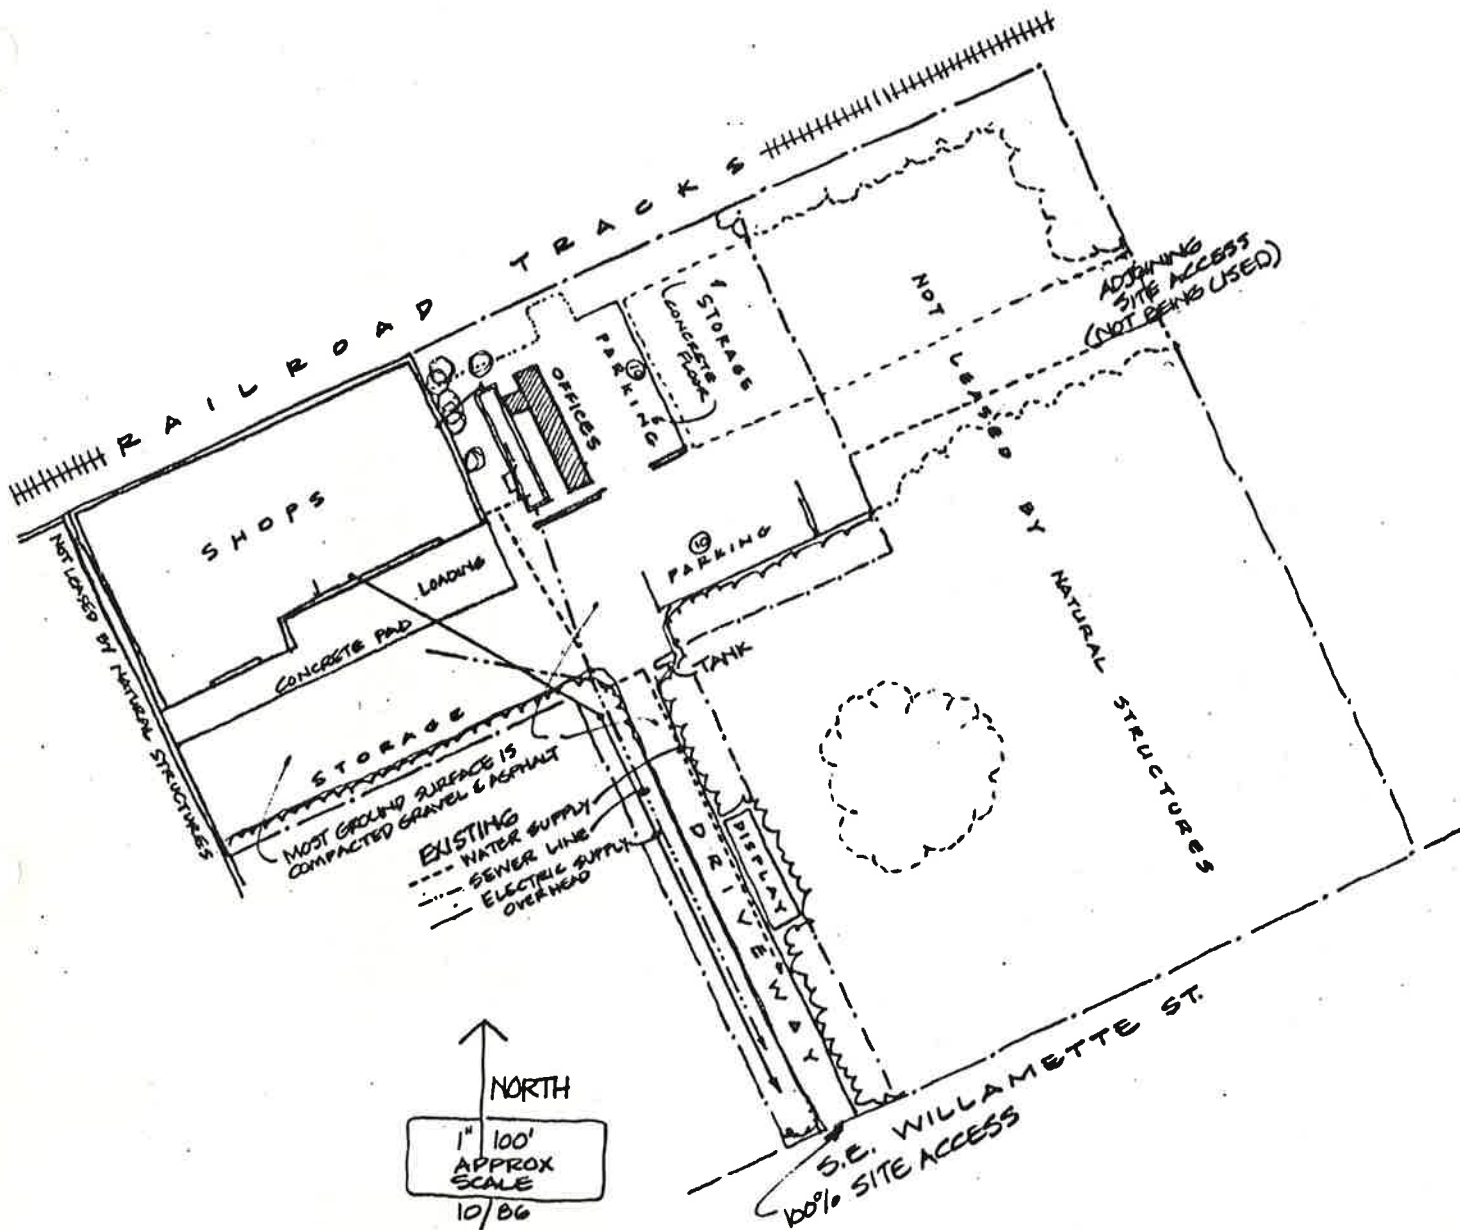 RAILROAD TRACKS
ADJOINING
SITE ACCESS
(NOT BEING USED)
NOT LEASED BY NATURAL STRUCTURES
STORAGE
(CONCRETE
FLOOR)
PARKING
10
OFFICES
SHOPS
LOADING
CONCRETE PAD
NOT LEASED BY NATURAL STRUCTURES
10
PARKING
TANK
STORAGE
MOST GROUND SURFACE IS
COMPACTED GRAVEL & ASPHALT
EXISTING
WATER SUPPLY
SEWER LINE
ELECTRIC SUPPLY
OVERHEAD
DRIVEWAY
DISPLAY
NORTH
1" 100'
APPROX
SCALE
10/86
S.E. WILLAMETTE ST.
100% SITE ACCESS